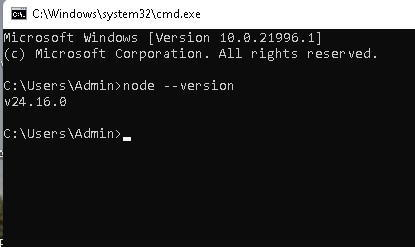 C:\Windows\system32\cmd.exe
Microsoft Windows [Version 10.0.21996.1]
(c) Microsoft Corporation. All rights reserved.
C:\Users\Admin>node --version
v24.16.0
C:\Users\Admin>